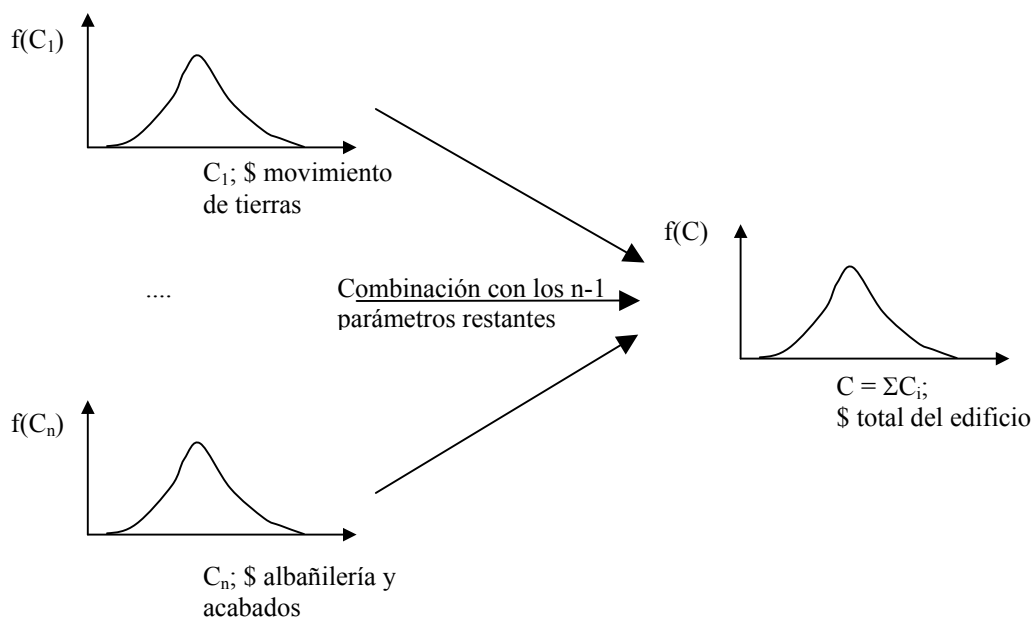 f(C₁)
C₁; $ movimiento
de tierras
f(C)
....
Combinación con los n-1
parámetros restantes
C = ΣCᵢ;
$ total del edificio
f(Cₙ)
Cₙ; $ albañilería y
acabados